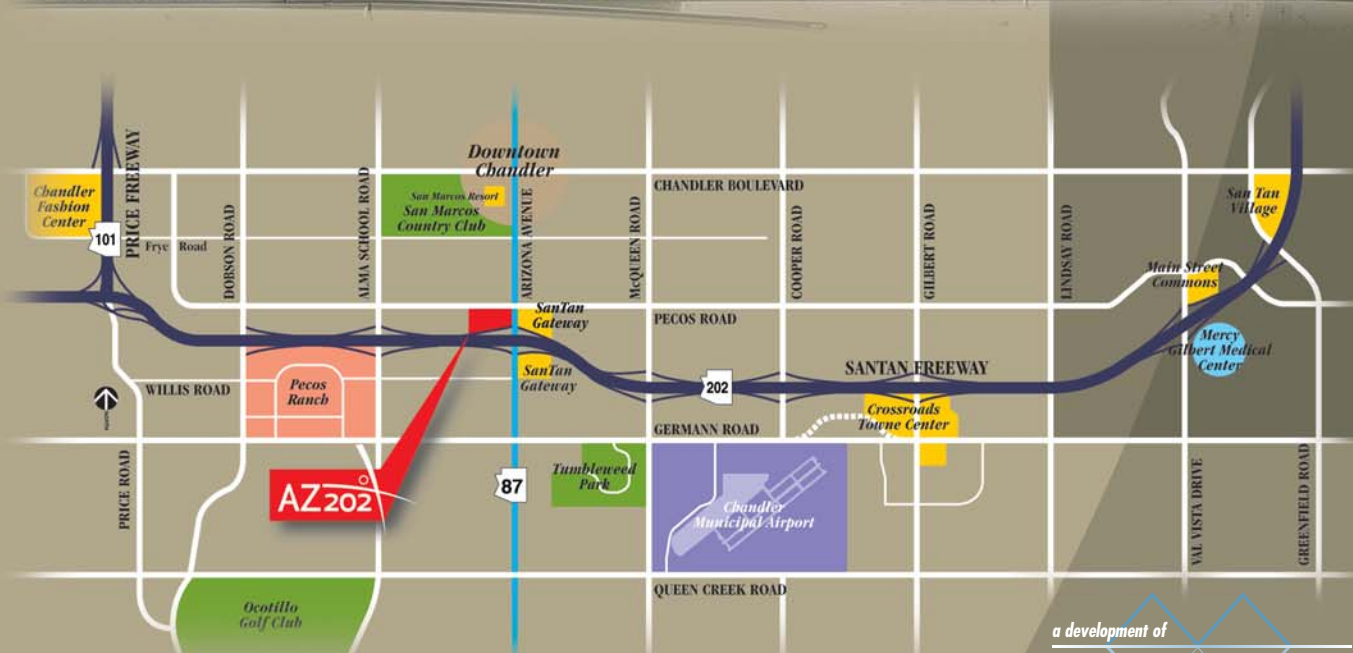 Downtown
Chandler
PRICE FREEWAY
CHANDLER BOULEVARD
Chandler
Fashion
Center
San Marcos Resort
San Marcos
Country Club
San Tan
Village
101
Frye Road
DOBSON ROAD
ALMA SCHOOL ROAD
ARIZONA AVENUE
McQUEEN ROAD
COOPER ROAD
GILBERT ROAD
LINDSAY ROAD
Main Street
Commons
SanTan
Gateway
PECOS ROAD
Mercy
Gilbert Medical
Center
SANTAN FREEWAY
SanTan
Gateway
WILLIS ROAD
Pecos
Ranch
202
Crossroads
Towne Center
GERMANN ROAD
PRICE ROAD
AZ202
87
Tumbleweed
Park
Chandler
Municipal Airport
VAL VISTA DRIVE
GREENFIELD ROAD
QUEEN CREEK ROAD
Ocotillo
Golf Club
a development of